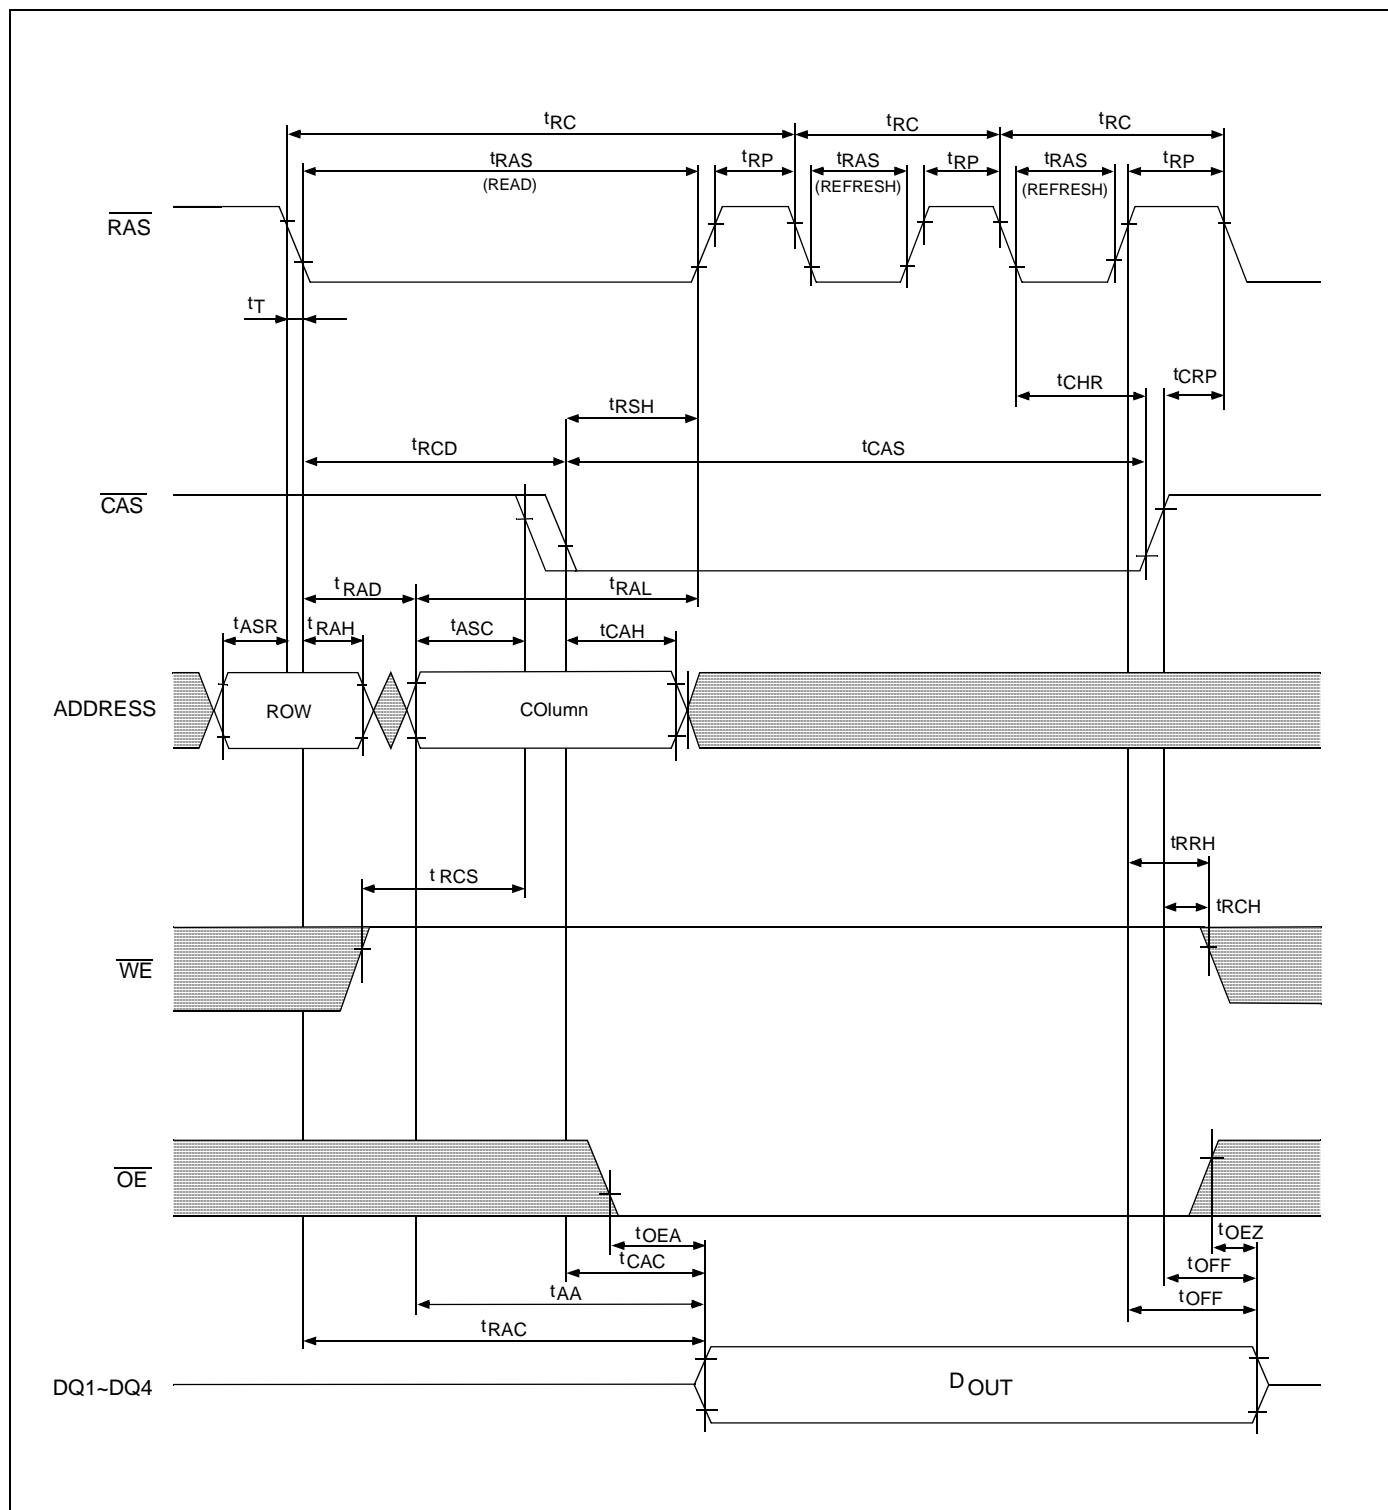 tRC tRC tRC
tRAS tRP tRAS tRP tRAS tRP
(READ) (REFRESH) (REFRESH)
RAS
tT
tCHR tCRP
tRSH
tRCD tCAS
CAS
tRAD tRAL
tASR tRAH tASC tCAH
ADDRESS ROW COlumn
tRRH
tRCS
tRCH
WE
OE
tOEA tOEZ
tCAC tOFF
tAA tOFF
tRAC
DQ1~DQ4 DOUT